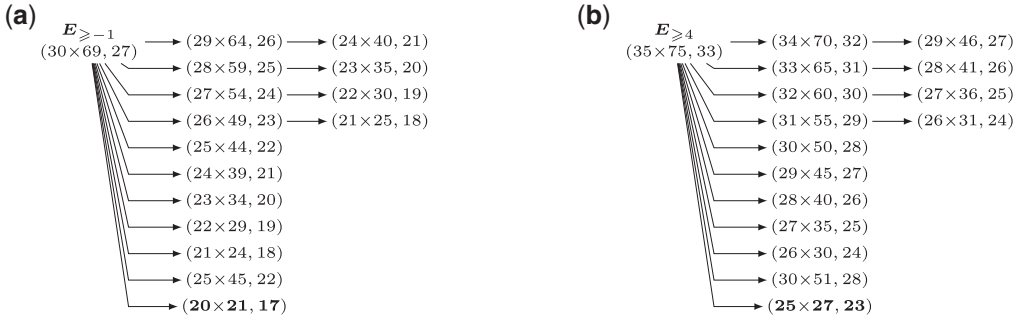 (a)
E⩾−1
(30×69, 27)
(29×64, 26) (24×40, 21)
(28×59, 25) (23×35, 20)
(27×54, 24) (22×30, 19)
(26×49, 23) (21×25, 18)
(25×44, 22)
(24×39, 21)
(23×34, 20)
(22×29, 19)
(21×24, 18)
(25×45, 22)
(20×21, 17)
(b)
E⩾4
(35×75, 33)
(34×70, 32) (29×46, 27)
(33×65, 31) (28×41, 26)
(32×60, 30) (27×36, 25)
(31×55, 29) (26×31, 24)
(30×50, 28)
(29×45, 27)
(28×40, 26)
(27×35, 25)
(26×30, 24)
(30×51, 28)
(25×27, 23)